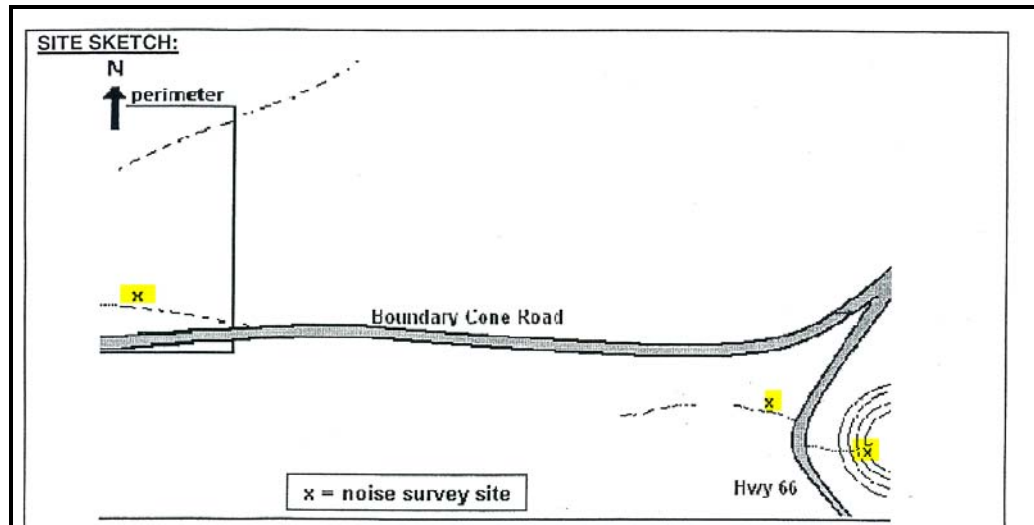 SITE SKETCH:
N
perimeter
x
Boundary Cone Road
x
x
Hwy 66
x = noise survey site